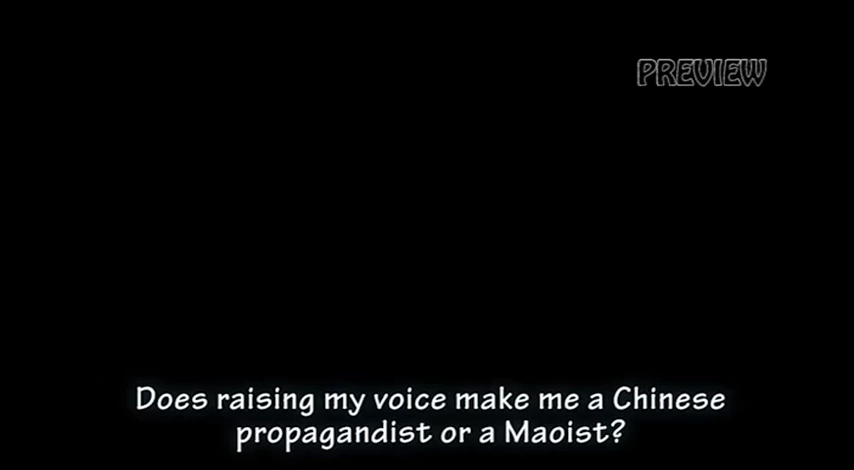 PREVIEW
Does raising my voice make me a Chinese
propagandist or a Maoist?